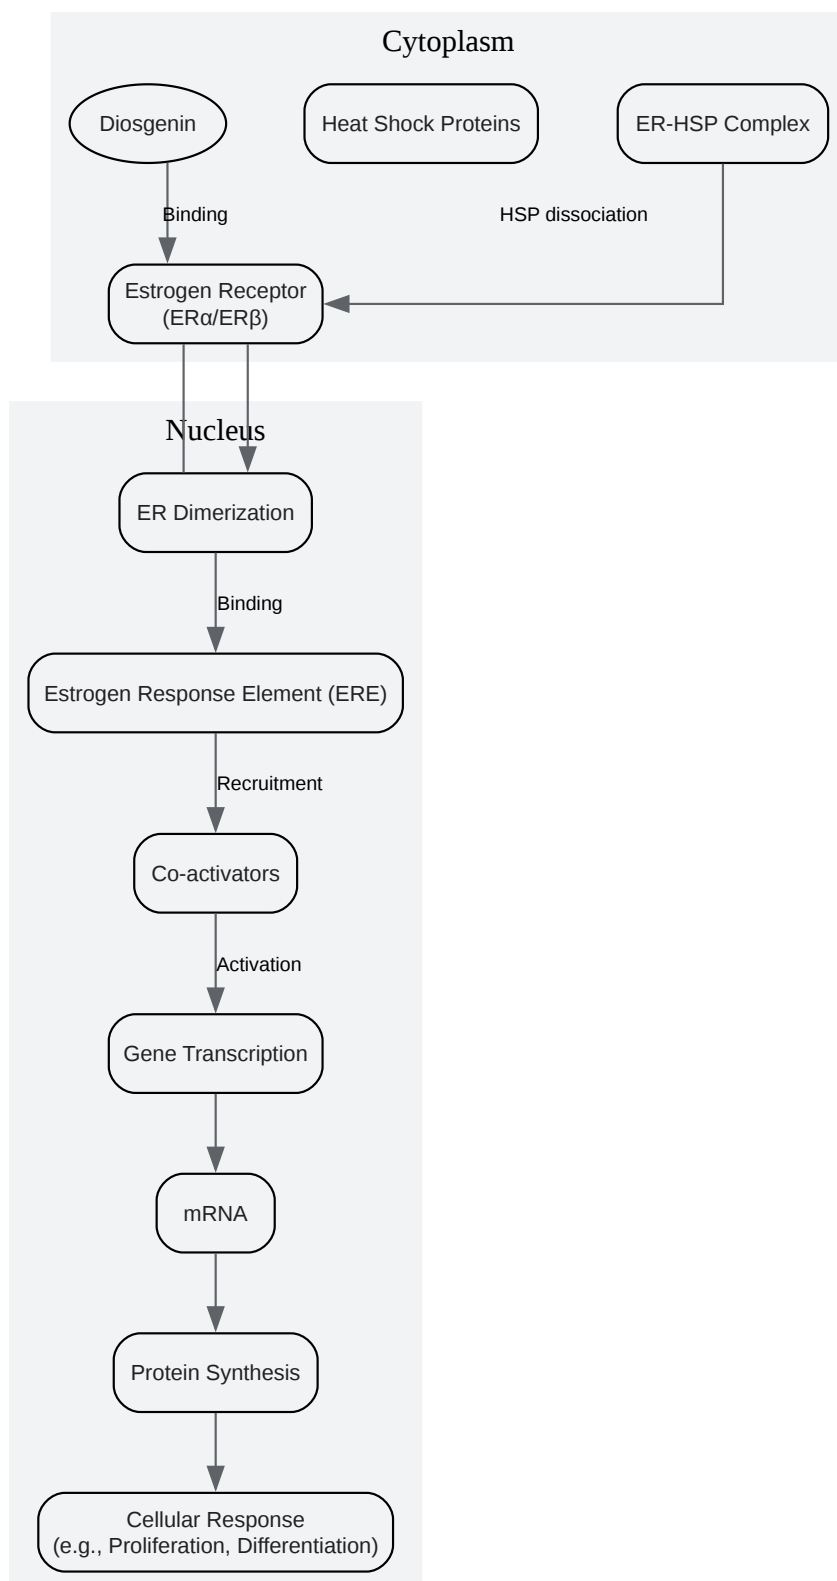 Cytoplasm
Diosgenin
Heat Shock Proteins
ER-HSP Complex
Binding
HSP dissociation
Estrogen Receptor
(ERα/ERβ)
Nucleus
ER Dimerization
Binding
Estrogen Response Element (ERE)
Recruitment
Co-activators
Activation
Gene Transcription
mRNA
Protein Synthesis
Cellular Response
(e.g., Proliferation, Differentiation)